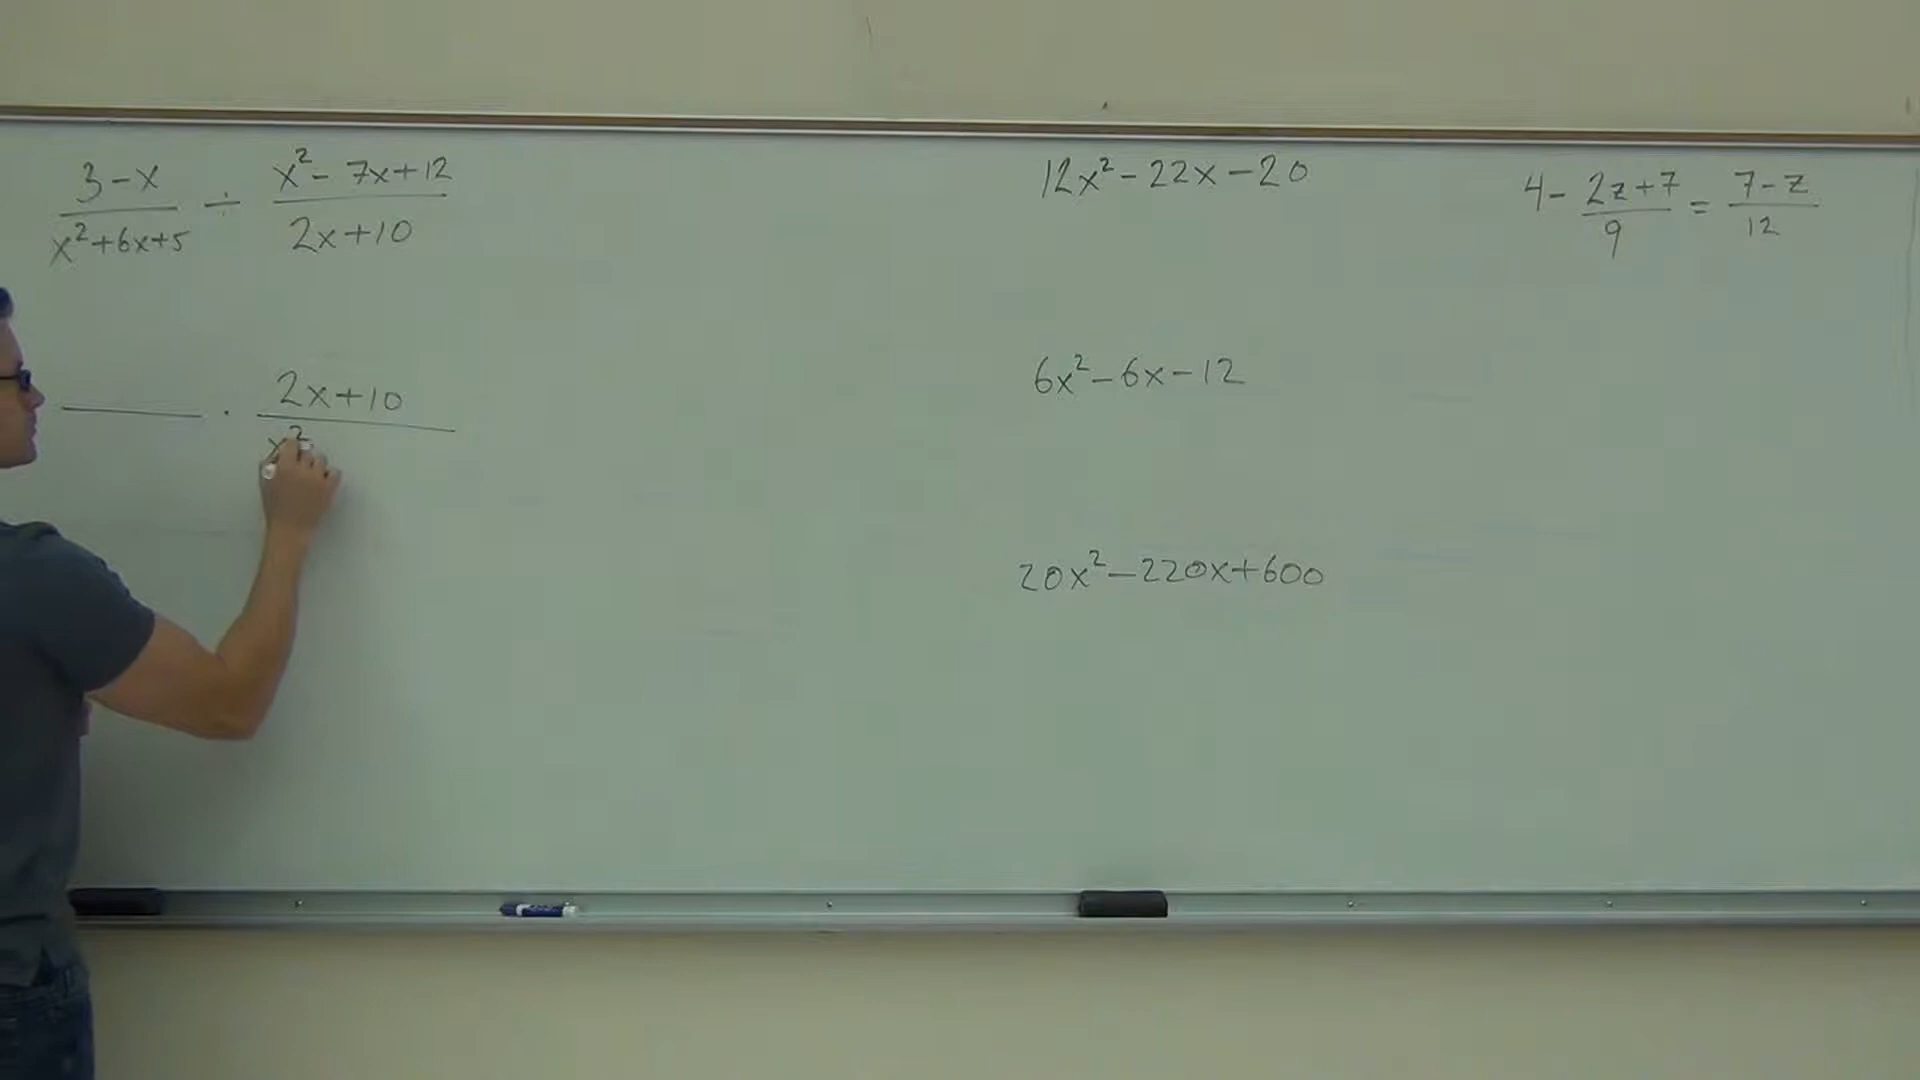 3-x / x²+6x+5 ÷ x²-7x+12 / 2x+10
____ · 2x+10 / x²
12x²-22x-20
6x²-6x-12
20x²-220x+600
4- 2z+7 / 9 = 7-z / 12